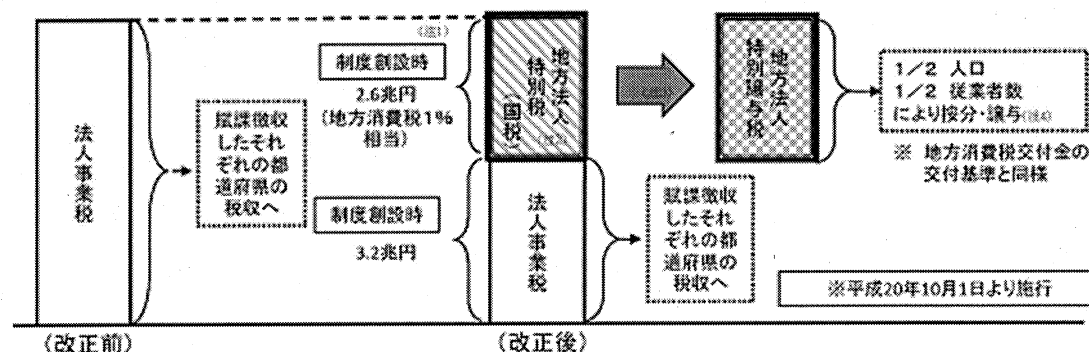 法人事業税
賦課徴収
したそれ
ぞれの都
道府県の
税収へ
(注1)
制度創設時
2.6兆円
(地方消費税1%
相当)
制度創設時
3.2兆円
地方法人
特別税
(国税)
法人事業税
地方法人
特別譲与税
賦課徴収
したそれ
ぞれの都
道府県の
税収へ
1/2 人口
1/2 従業者数
により按分・譲与
※ 地方消費税交付金の
交付基準と同様
※平成20年10月1日より施行
(改正前)
(改正後)